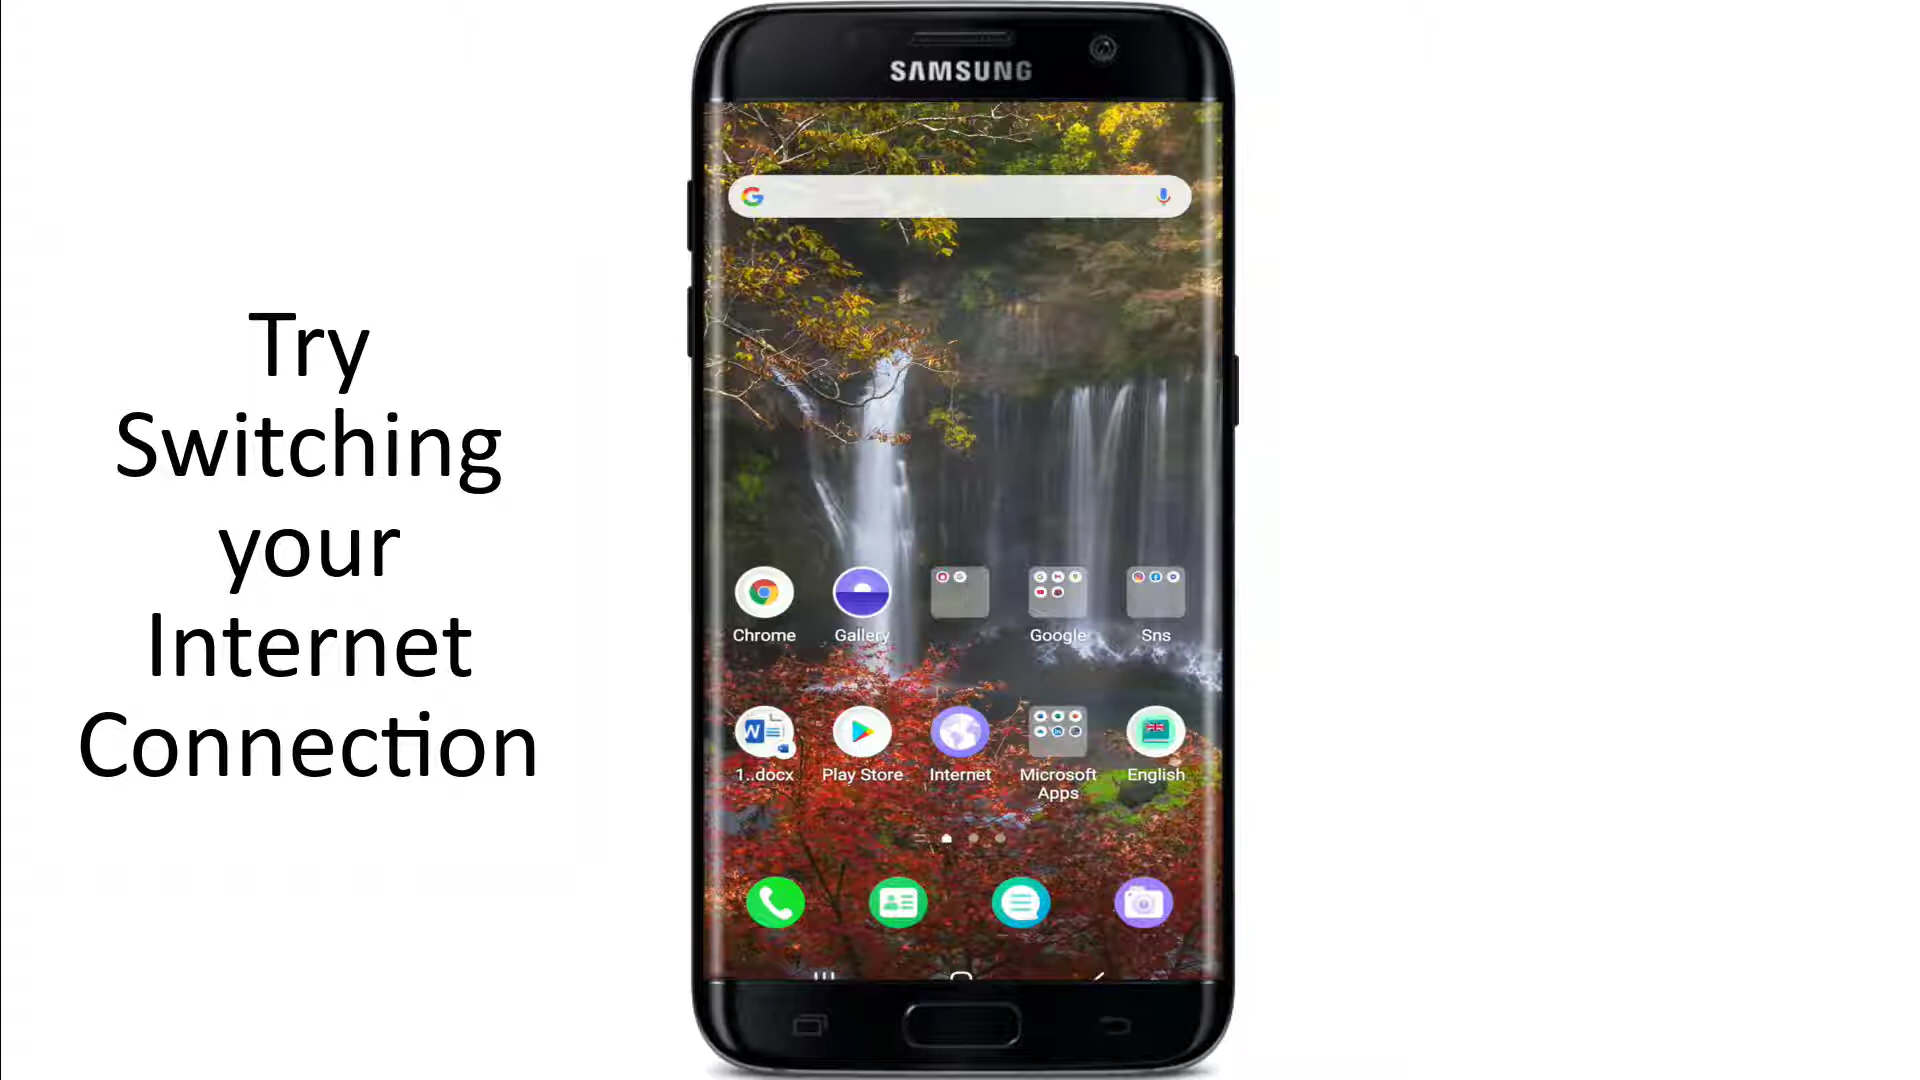 Try
Switching
your
Internet
Connection
SAMSUNG
Chrome
Gallery
Google
Sns
1..docx
Play Store
Internet
Microsoft
Apps
English